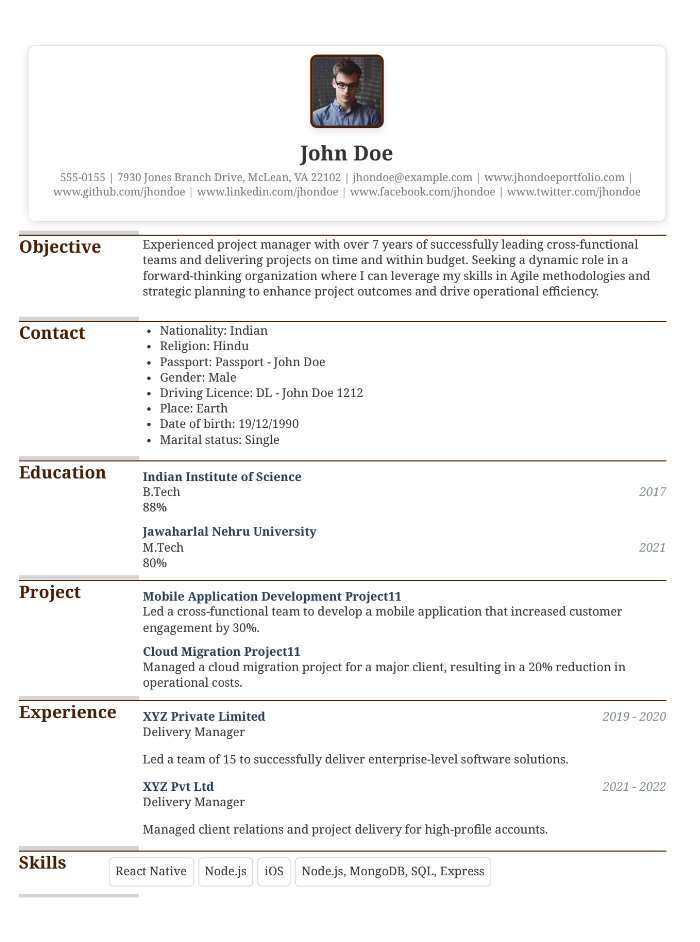 John Doe
555-0155 | 7930 Jones Branch Drive, McLean, VA 22102 | jhondoe@example.com | www.jhondoeportfolio.com |
www.github.com/jhondoe | www.linkedin.com/jhondoe | www.facebook.com/jhondoe | www.twitter.com/jhondoe
Objective
Experienced project manager with over 7 years of successfully leading cross-functional
teams and delivering projects on time and within budget. Seeking a dynamic role in a
forward-thinking organization where I can leverage my skills in Agile methodologies and
strategic planning to enhance project outcomes and drive operational efficiency.
Contact
• Nationality: Indian
• Religion: Hindu
• Passport: Passport - John Doe
• Gender: Male
• Driving Licence: DL - John Doe 1212
• Place: Earth
• Date of birth: 19/12/1990
• Marital status: Single
Education
Indian Institute of Science
B.Tech 2017
88%
Jawaharlal Nehru University
M.Tech 2021
80%
Project
Mobile Application Development Project11
Led a cross-functional team to develop a mobile application that increased customer
engagement by 30%.
Cloud Migration Project11
Managed a cloud migration project for a major client, resulting in a 20% reduction in
operational costs.
Experience
XYZ Private Limited 2019 - 2020
Delivery Manager
Led a team of 15 to successfully deliver enterprise-level software solutions.
XYZ Pvt Ltd 2021 - 2022
Delivery Manager
Managed client relations and project delivery for high-profile accounts.
Skills
React Native Node.js iOS Node.js, MongoDB, SQL, Express